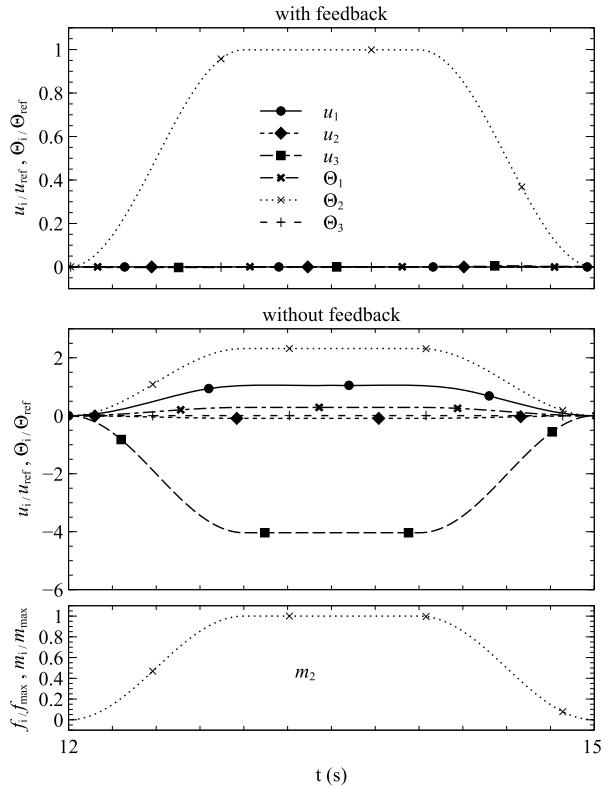 with feedback
1
0.8
0.6
0.4
0.2
0
u_i/u_ref , Θ_i/Θ_ref
u_1
u_2
u_3
Θ_1
Θ_2
Θ_3
without feedback
2
0
−2
−4
−6
u_i/u_ref , Θ_i/Θ_ref
1
0.8
0.6
0.4
0.2
0
f_i/f_max , m_i/m_max
m_2
12 15
t (s)